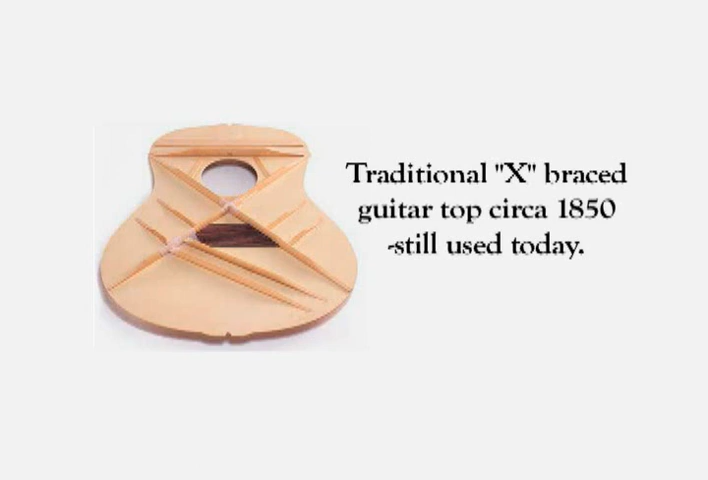 Traditional "X" braced
guitar top circa 1850
-still used today.